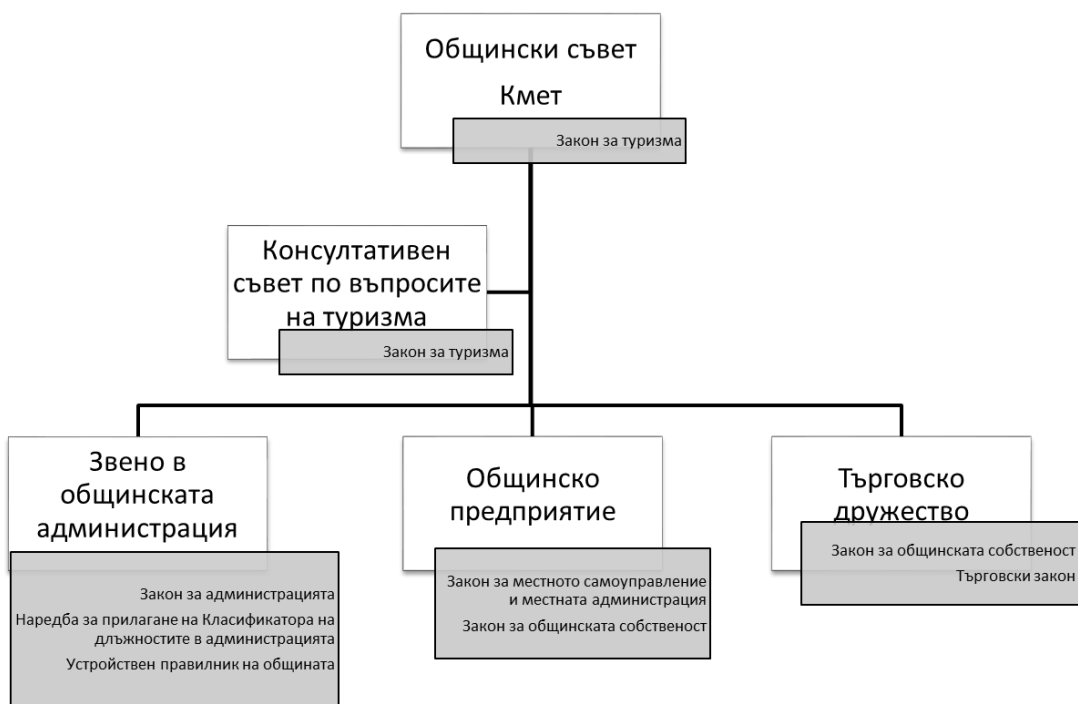 Общински съвет
Кмет
Закон за туризма
Консултативен
съвет по въпросите
на туризма
Закон за туризма
Звено в
общинската
администрация
Закон за администрацията
Наредба за прилагане на Класификатора на
длъжностите в администрацията
Устройствен правилник на общината
Общинско
предприятие
Закон за местното самоуправление
и местната администрация
Закон за общинската собственост
Търговско
дружество
Закон за общинската собственост
Търговски закон